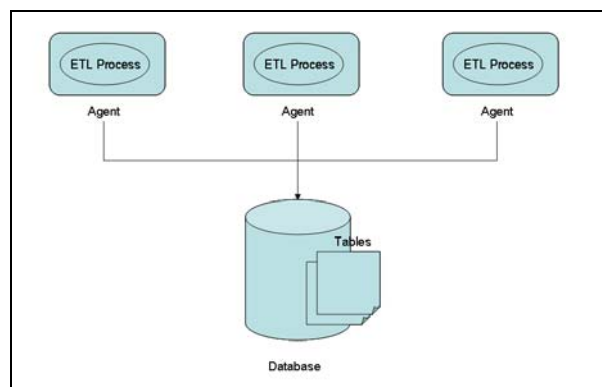 ETL Process
ETL Process
ETL Process
Agent
Agent
Agent
Tables
Database